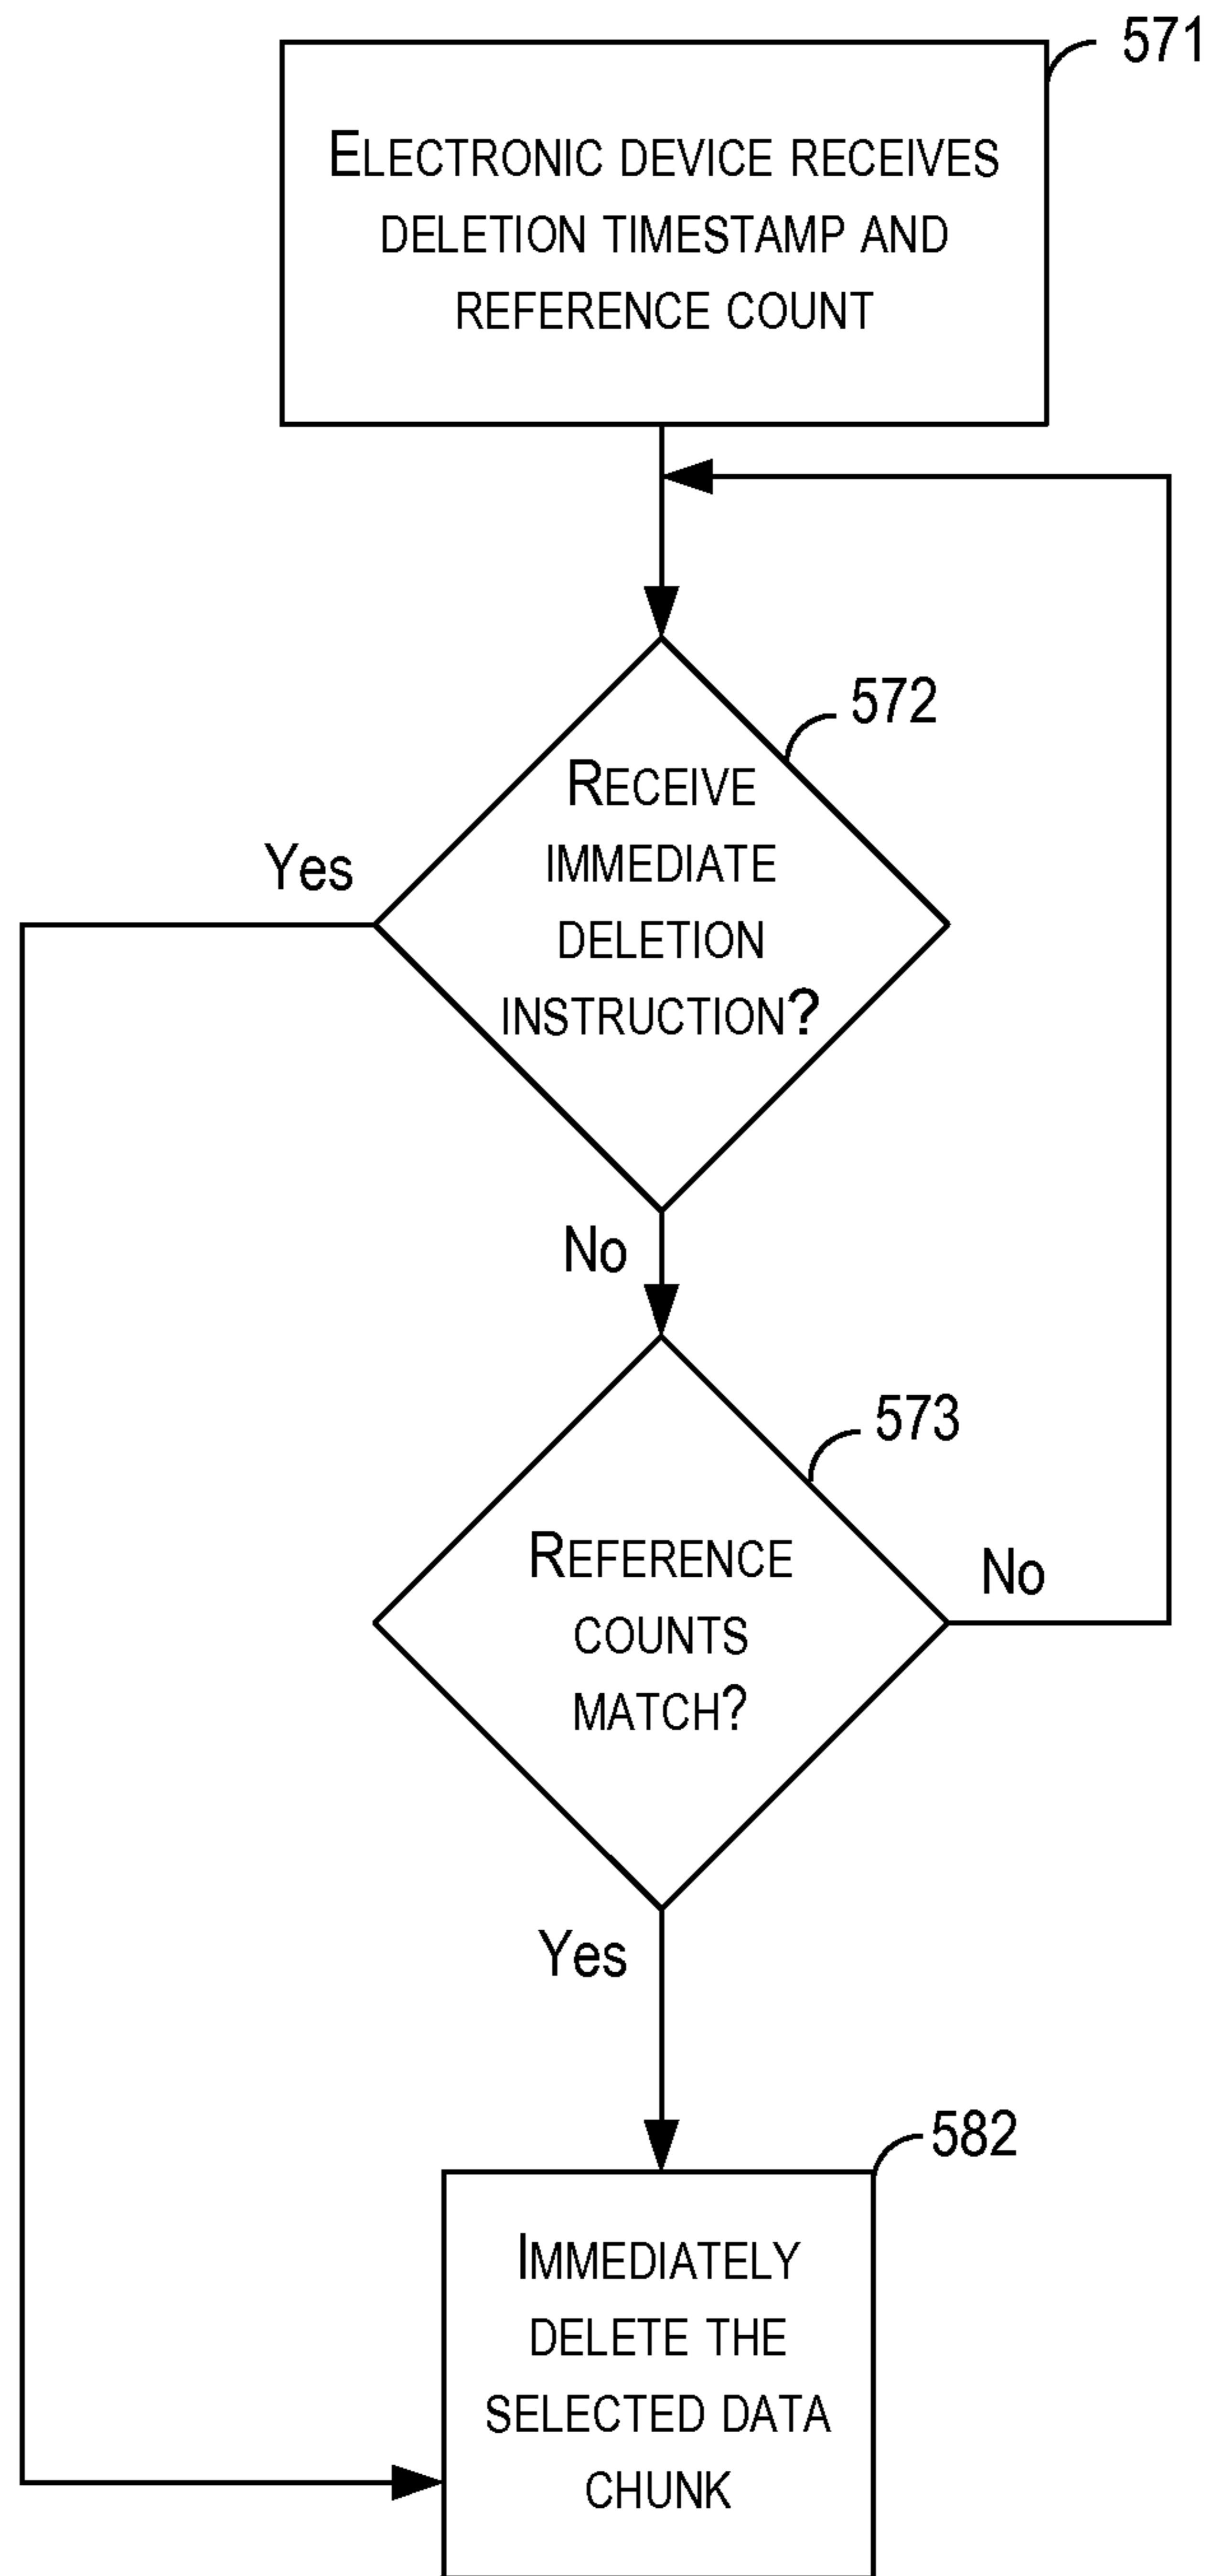 571
ELECTRONIC DEVICE RECEIVES
DELETION TIMESTAMP AND
REFERENCE COUNT
572
RECEIVE
IMMEDIATE
DELETION
INSTRUCTION?
Yes
No
573
REFERENCE
COUNTS
MATCH?
No
Yes
582
IMMEDIATELY
DELETE THE
SELECTED DATA
CHUNK